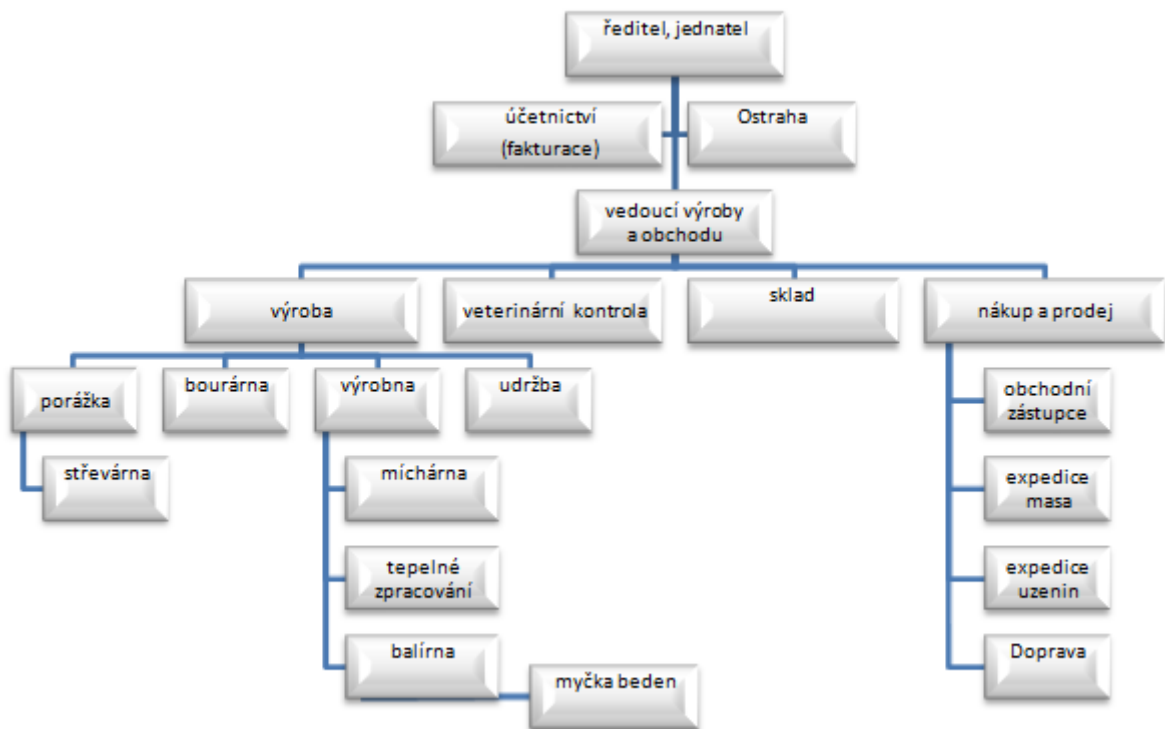 ředitel, jednatel
účetnictví
(fakturace)
Ostraha
vedoucí výroby
a obchodu
výroba
veterinární kontrola
sklad
nákup a prodej
porážka
bourárna
výrobna
udržba
obchodní
zástupce
střevárna
míchárna
expedice
masa
tepelné
zpracování
expedice
uzenin
balírna
Doprava
myčka beden